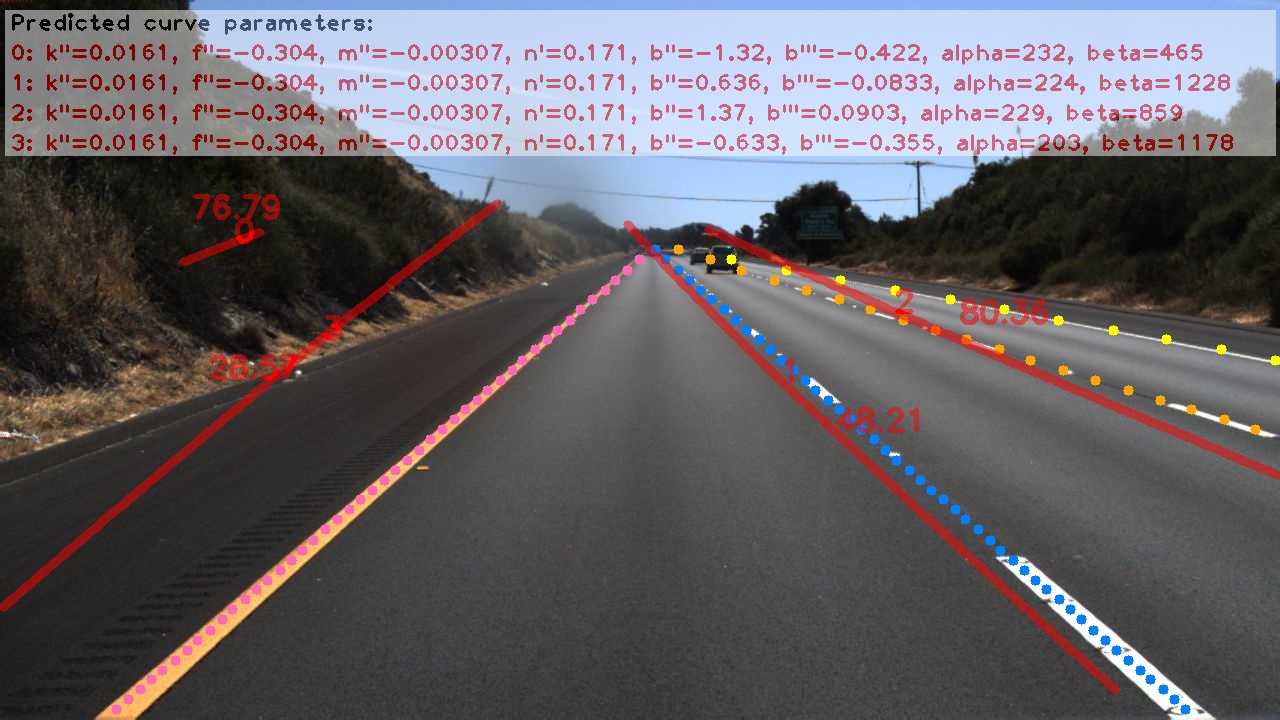 Predicted curve parameters:
0: k''=0.0161, f''=-0.304, m''=-0.00307, n'=0.171, b''=-1.32, b'''=-0.422, alpha=232, beta=465
1: k''=0.0161, f''=-0.304, m''=-0.00307, n'=0.171, b''=0.636, b'''=-0.0833, alpha=224, beta=1228
2: k''=0.0161, f''=-0.304, m''=-0.00307, n'=0.171, b''=1.37, b'''=0.0903, alpha=229, beta=859
3: k''=0.0161, f''=-0.304, m''=-0.00307, n'=0.171, b''=-0.633, b'''=-0.355, alpha=203, beta=1178
76.79
0
2
80.36
3
28.57
1
48.21